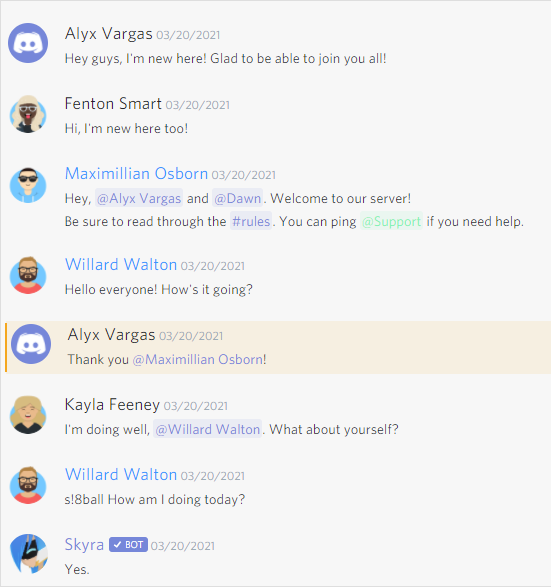 Alyx Vargas 03/20/2021
Hey guys, I'm new here! Glad to be able to join you all!
Fenton Smart 03/20/2021
Hi, I'm new here too!
Maximillian Osborn 03/20/2021
Hey, @Alyx Vargas and @Dawn. Welcome to our server!
Be sure to read through the #rules. You can ping @Support if you need help.
Willard Walton 03/20/2021
Hello everyone! How's it going?
Alyx Vargas 03/20/2021
Thank you @Maximillian Osborn!
Kayla Feeney 03/20/2021
I'm doing well, @Willard Walton. What about yourself?
Willard Walton 03/20/2021
s!8ball How am I doing today?
Skyra ✓ BOT 03/20/2021
Yes.